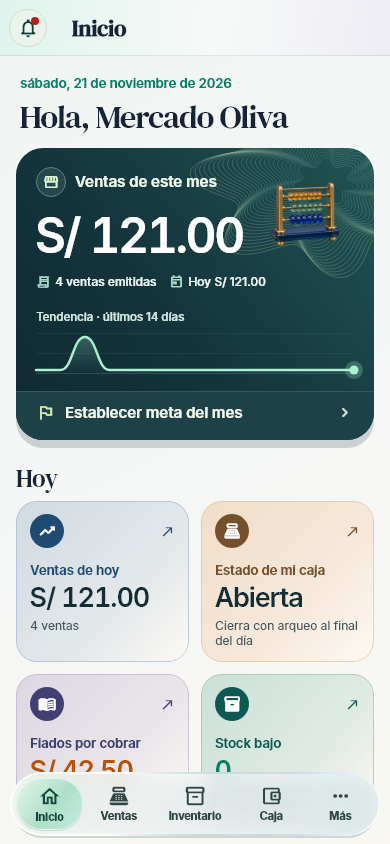 Inicio
sábado, 21 de noviembre de 2026
Hola, Mercado Oliva
Ventas de este mes
S/ 121.00
4 ventas emitidas
Hoy S/ 121.00
Tendencia · últimos 14 días
Establecer meta del mes
Hoy
Ventas de hoy
S/ 121.00
4 ventas
Estado de mi caja
Abierta
Cierra con arqueo al final
del día
Fiados por cobrar
S/ 42.50
Stock bajo
0
Inicio
Ventas
Inventario
Caja
Más